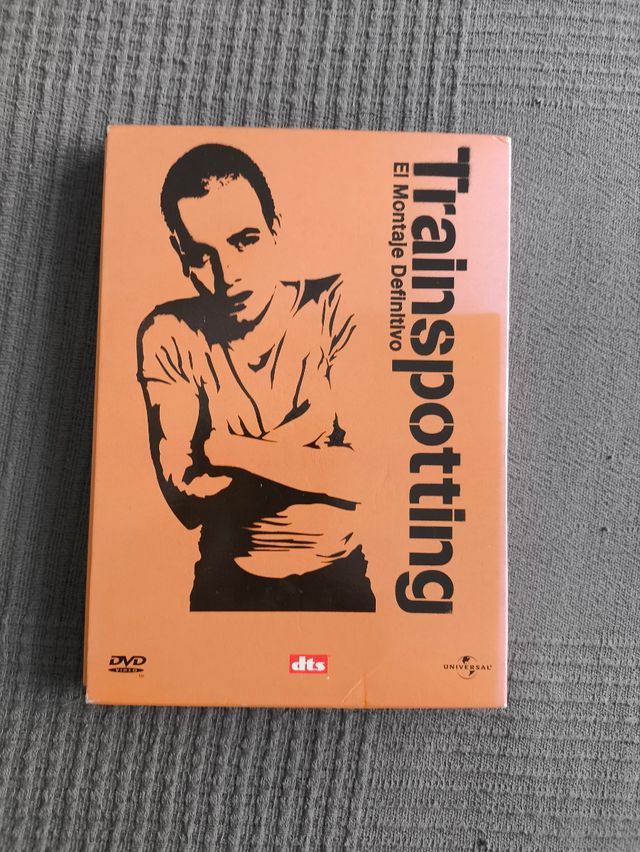 Trainspotting
El Montaje Definitivo
DVD
VIDEO
dts
UNIVERSAL